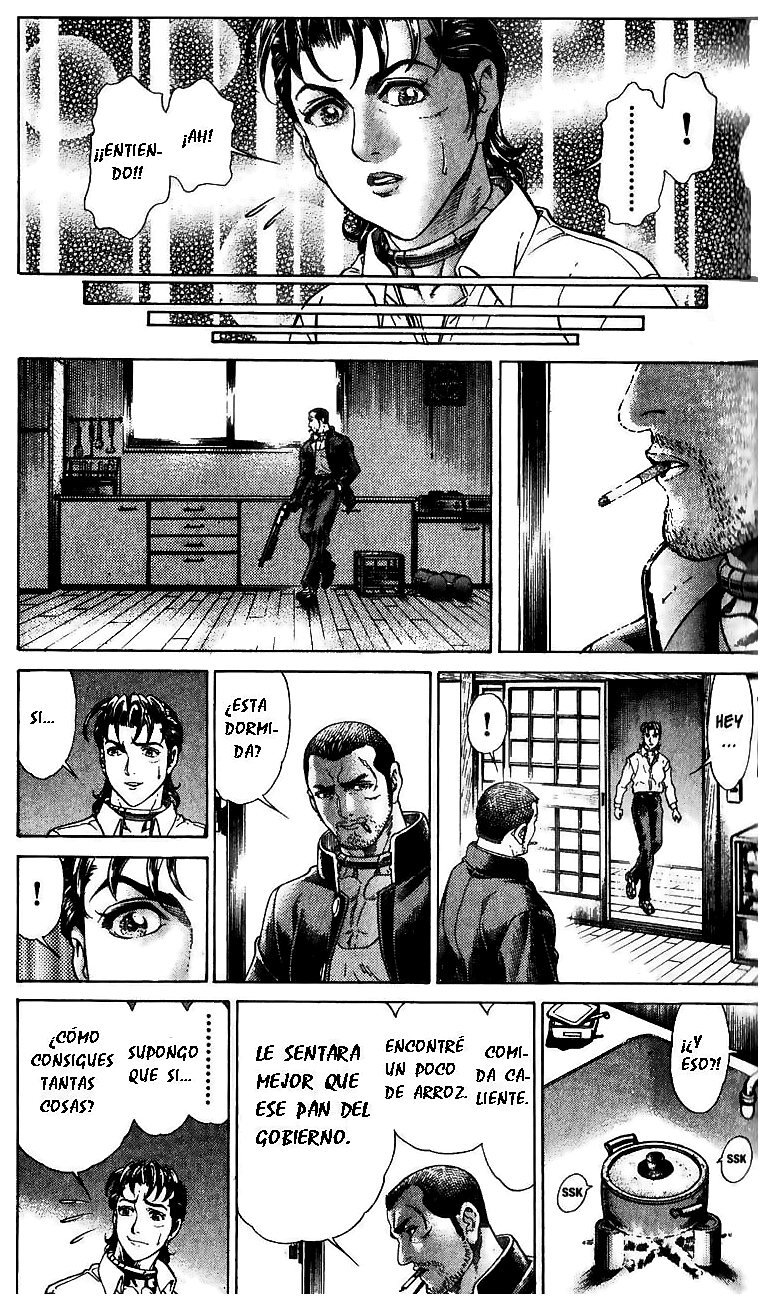 !
........
¡AH!
¡¡ENTIEN-
DO!!
HEY
...
!
¿ESTA
DORMI-
DA?
SI...
!
¡¿Y
ESO?!
SSK
SSK
COMI-
DA CA-
LIENTE.
ENCONTRÉ
UN POCO
DE ARROZ.
LE SENTARA
MEJOR QUE
ESE PAN DEL
GOBIERNO.
........
SUPONGO
QUE SI...
¿CÓMO
CONSIGUES
TANTAS
COSAS?